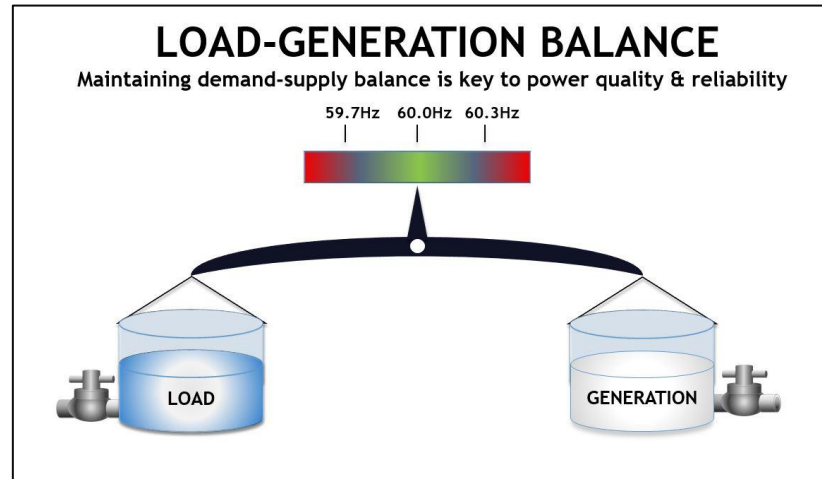 LOAD-GENERATION BALANCE
Maintaining demand-supply balance is key to power quality & reliability
59.7Hz 60.0Hz 60.3Hz
LOAD
GENERATION